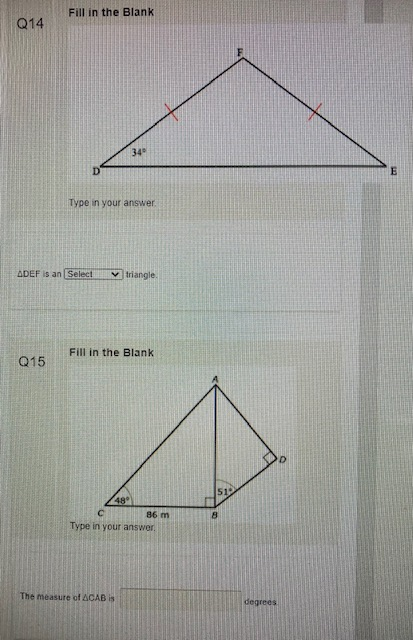 Q14
Fill in the Blank
F
34°
D
E
Type in your answer.
ΔDEF is an Select triangle.
Q15
Fill in the Blank
A
D
51°
48°
C
86 m
B
Type in your answer.
The measure of ΔCAB is
degrees.